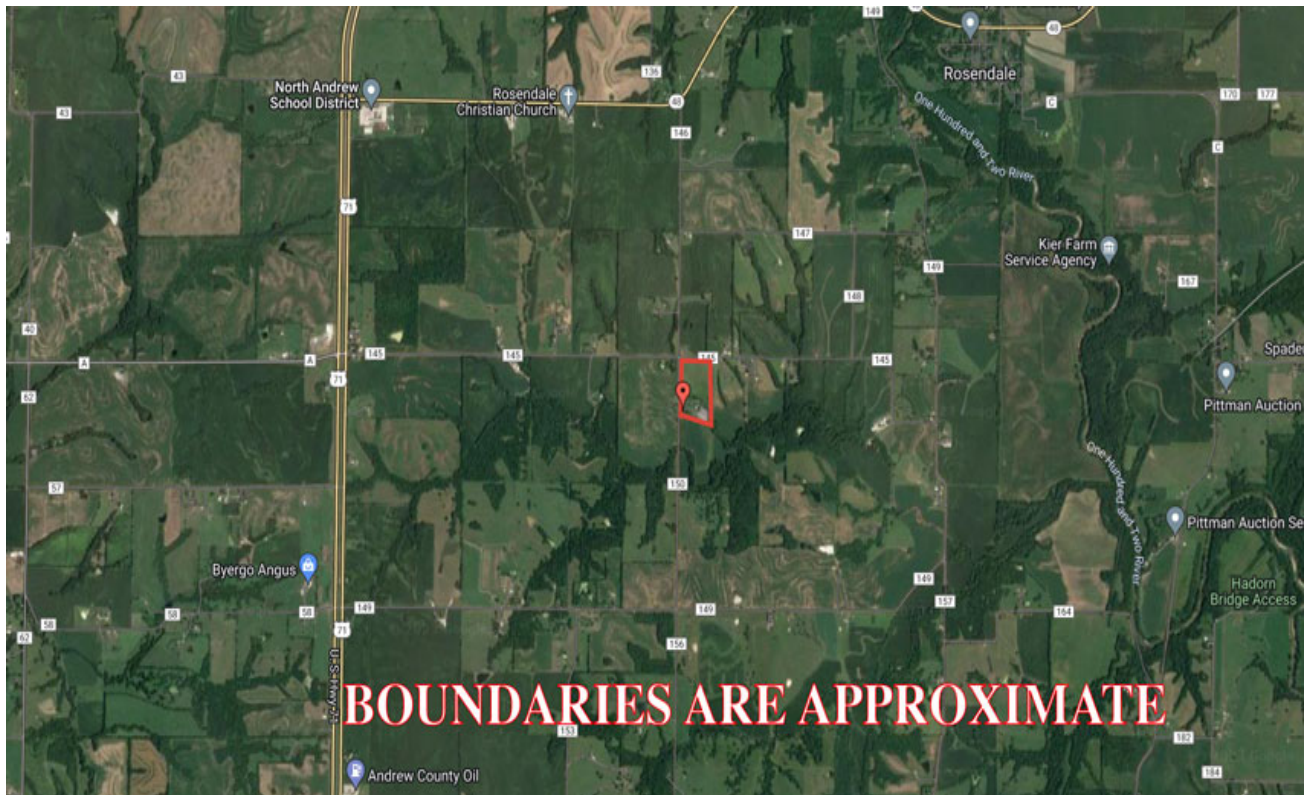 149
48
48
Rosendale
43
136
North Andrew
School District
Rosendale
Christian Church
48
170
177
C
43
C
146
One Hundred and Two River
71
147
Kier Farm
Service Agency
149
167
148
40
A
A
145
145
145
145
Spade
71
62
Pittman Auction
One Hundred and Two River
57
150
Pittman Auction Se
Byergo Angus
149
157
Hadorn
Bridge Access
58
58
58
149
149
164
71
62
156
U.S. Hwy 71
BOUNDARIES ARE APPROXIMATE
153
182
184
Andrew County Oil